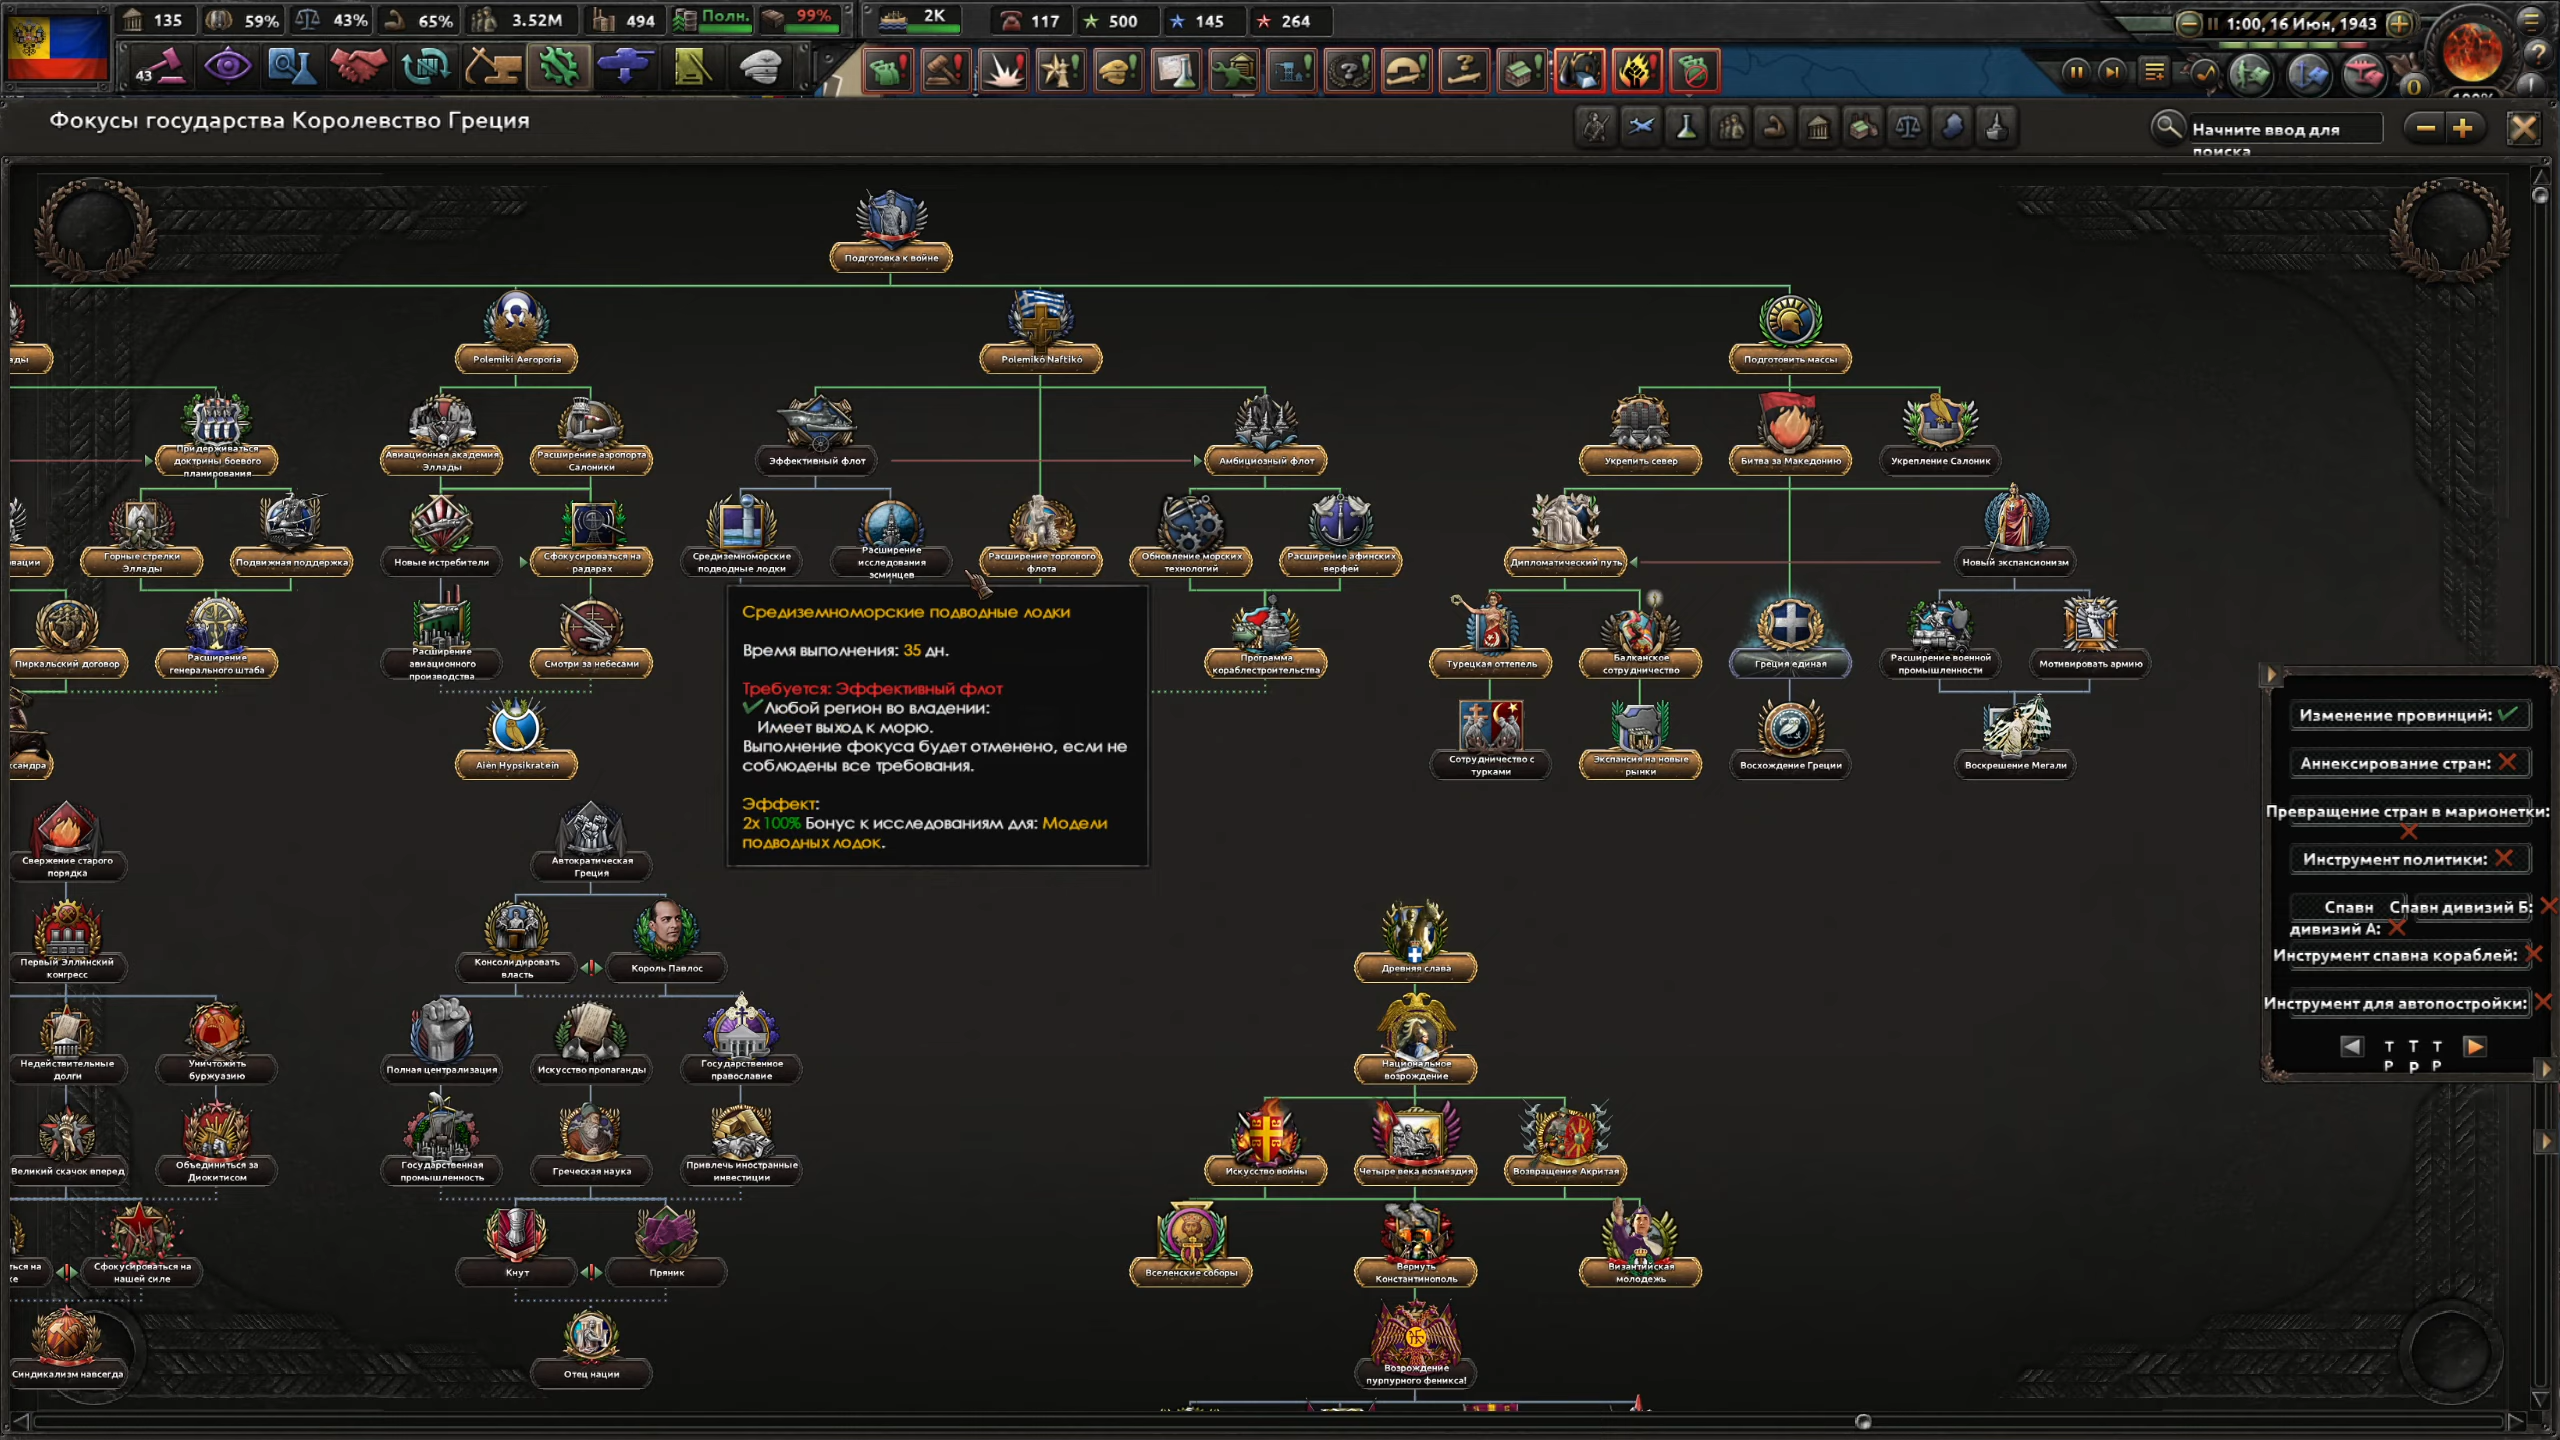 135
59%
43%
65%
3.52M
494
Полн.
99%
2K
117
500
145
264
1:00, 16 Июн, 1943
43
0
Фокусы государства Королевство Греция
Начните ввод для
поиска
Подготовка к войне
Polemiki Aeroporia
Polemikó Naftikó
Подготовить массы
Придерживаться
доктрины боевого
планирования
Авиационная академия
Эллады
Расширение аэропорта
Салоники
Эффективный флот
Амбициозный флот
Укрепить север
Битва за Македонию
Укрепление Салоник
Горные стрелки
Эллады
Подвижная поддержка
Новые истребители
Сфокусироваться на
радарах
Средиземноморские
подводные лодки
Расширение
исследования
эсминцев
Расширение торгового
флота
Обновление морских
технологий
Расширение афинских
верфей
Дипломатический путь
Новый экспансионизм
Пиркальский договор
Расширение
генерального штаба
Расширение
авиационного
производства
Смотри за небесами
Программа
кораблестроительства
Турецкая оттепель
Балканское
сотрудничество
Греция единая
Расширение военной
промышленности
Мотивировать армию
Aièn Hypsikrateîn
Сотрудничество с
турками
Экспансия на новые
рынки
Восхождение Греции
Воскрешение Мегали
Средиземноморские подводные лодки
Время выполнения: 35 дн.
Требуется: Эффективный флот
Любой регион во владении:
Имеет выход к морю.
Выполнение фокуса будет отменено, если не
соблюдены все требования.
Эффект:
2x 100% Бонус к исследованиям для: Модели
подводных лодок.
Изменение провинций:
Аннексирование стран:
Превращение стран в марионетки:
Инструмент политики:
Спавн
дивизий А:
Спавн дивизий Б:
Инструмент спавна кораблей:
Инструмент для автопостройки:
Т Т Т
Р Р Р
Свержение старого
порядка
Автократическая
Греция
Первый Эллинский
конгресс
Консолидировать
власть
Король Павлос
Древняя слава
Недействительные
долги
Уничтожить
буржуазию
Полная централизация
Искусство пропаганды
Государственное
православие
Национальное
возрождение
Великий скачок вперед
Объединиться за
Диокитисом
Государственная
промышленность
Греческая наука
Привлечь иностранные
инвестиции
Искусство войны
Четыре века возмездия
Возвращение Акритая
Сфокусироваться на
нашей силе
Кнут
Пряник
Вселенские соборы
Вернуть
Константинополь
Византийская
молодежь
Синдикализм навсегда
Отец нации
Возрождение
пурпурного феникса!